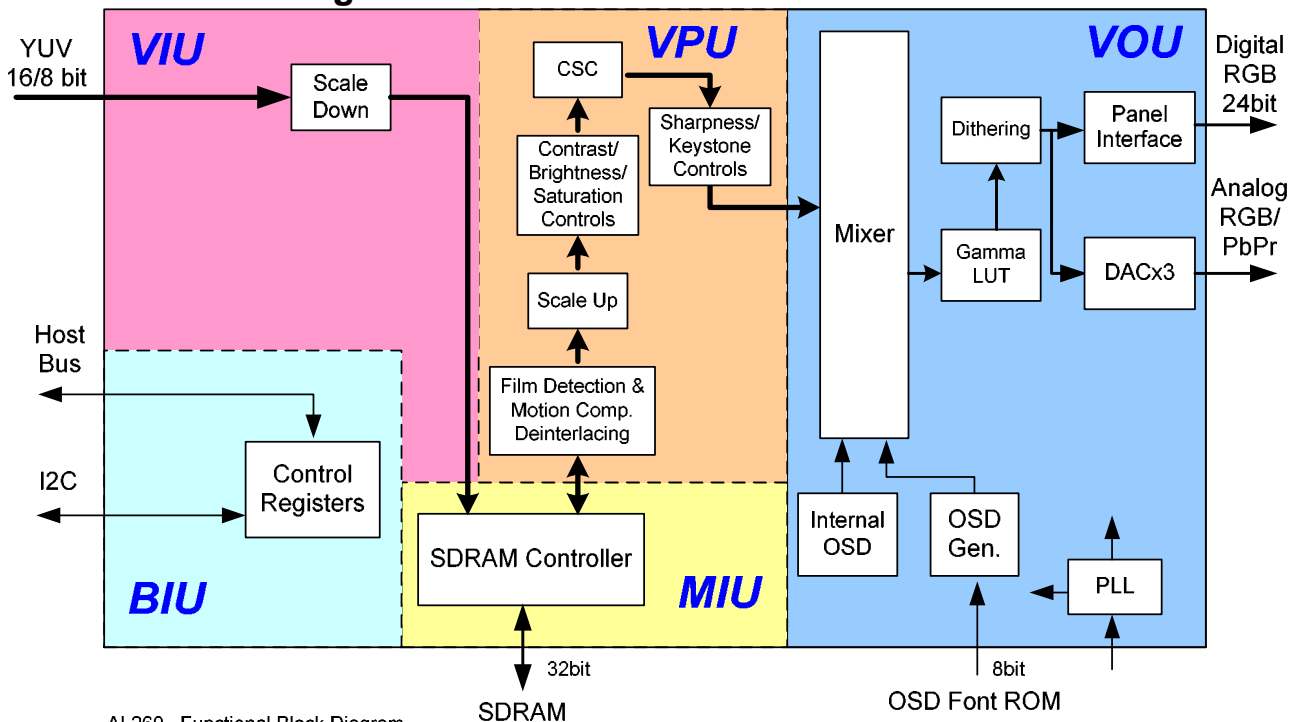 YUV
16/8 bit
VIU
Scale
Down
VPU
CSC
Sharpness/
Keystone
Controls
Contrast/
Brightness/
Saturation
Controls
Scale Up
Film Detection &
Motion Comp.
Deinterlacing
VOU
Mixer
Dithering
Panel
Interface
Gamma
LUT
DACx3
Digital
RGB
24bit
Analog
RGB/
PbPr
Host
Bus
I2C
Control
Registers
BIU
SDRAM Controller
MIU
32bit
SDRAM
Internal
OSD
OSD
Gen.
PLL
8bit
OSD Font ROM
Functional Block Diagram